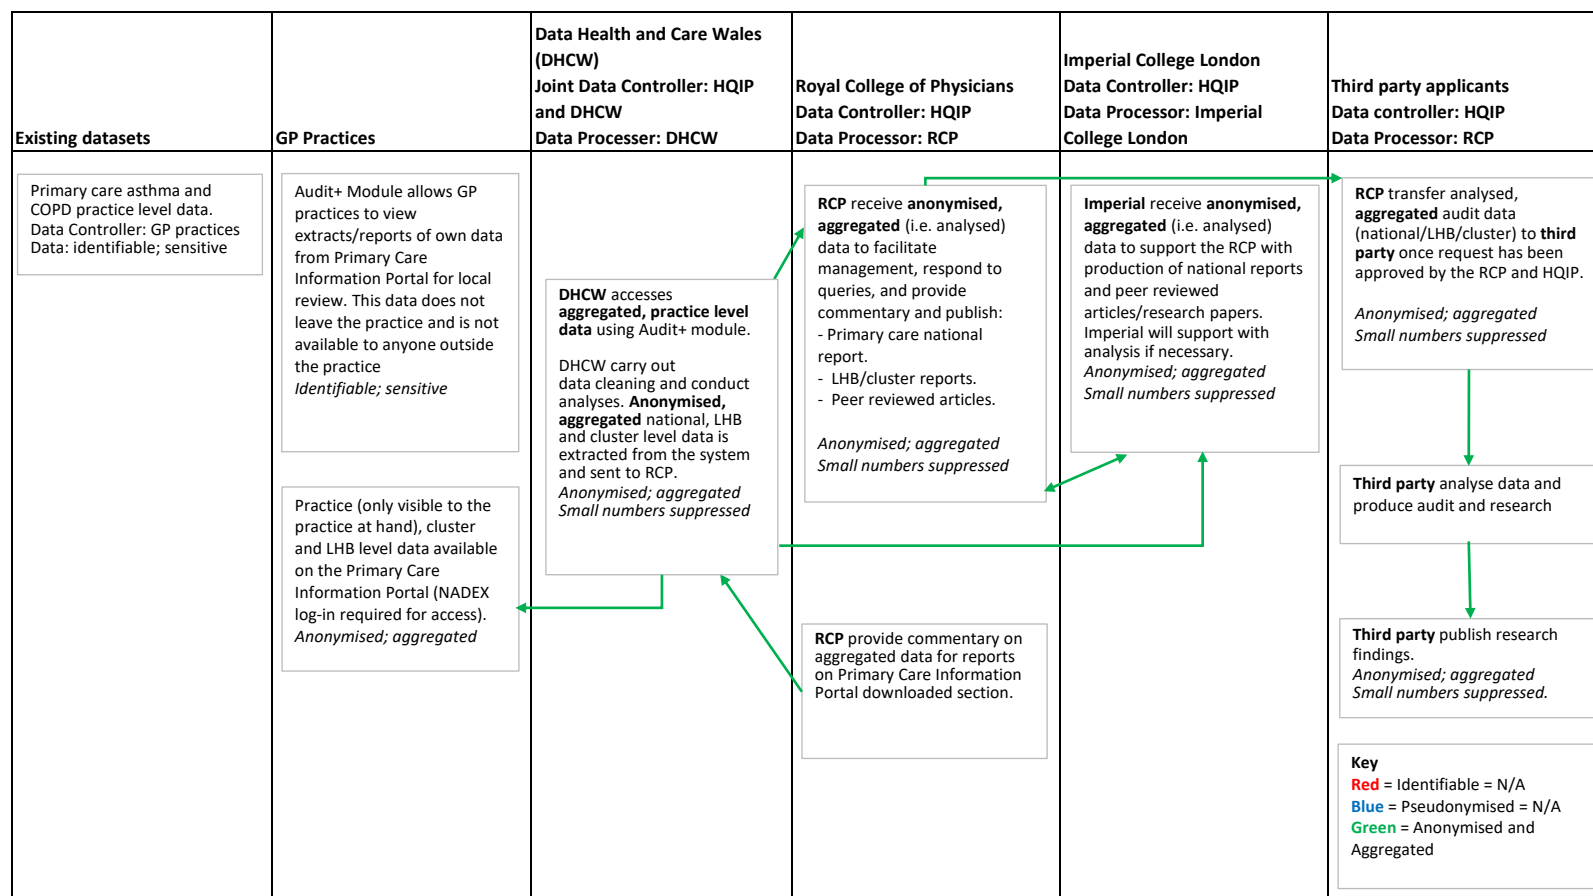 Existing datasets
GP Practices
Data Health and Care Wales
(DHCW)
Joint Data Controller: HQIP
and DHCW
Data Processer: DHCW
Royal College of Physicians
Data Controller: HQIP
Data Processor: RCP
Imperial College London
Data Controller: HQIP
Data Processor: Imperial
College London
Third party applicants
Data controller: HQIP
Data Processor: RCP
Primary care asthma and
COPD practice level data.
Data Controller: GP practices
Data: identifiable; sensitive
Audit+ Module allows GP
practices to view
extracts/reports of own data
from Primary Care
Information Portal for local
review. This data does not
leave the practice and is not
available to anyone outside
the practice
Identifiable; sensitive
Practice (only visible to the
practice at hand), cluster
and LHB level data available
on the Primary Care
Information Portal (NADEX
log-in required for access).
Anonymised; aggregated
DHCW accesses
aggregated, practice level
data using Audit+ module.
DHCW carry out
data cleaning and conduct
analyses. Anonymised,
aggregated national, LHB
and cluster level data is
extracted from the system
and sent to RCP.
Anonymised; aggregated
Small numbers suppressed
RCP receive anonymised,
aggregated (i.e. analysed)
data to facilitate
management, respond to
queries, and provide
commentary and publish:
- Primary care national
report.
- LHB/cluster reports.
- Peer reviewed articles.
Anonymised; aggregated
Small numbers suppressed
RCP provide commentary on
aggregated data for reports
on Primary Care Information
Portal downloaded section.
Imperial receive anonymised,
aggregated (i.e. analysed)
data to support the RCP with
production of national reports
and peer reviewed
articles/research papers.
Imperial will support with
analysis if necessary.
Anonymised; aggregated
Small numbers suppressed
RCP transfer analysed,
aggregated audit data
(national/LHB/cluster) to third
party once request has been
approved by the RCP and HQIP.
Anonymised; aggregated
Small numbers suppressed
Third party analyse data and
produce audit and research
Third party publish research
findings.
Anonymised; aggregated
Small numbers suppressed.
Key
Red = Identifiable = N/A
Blue = Pseudonymised = N/A
Green = Anonymised and
Aggregated